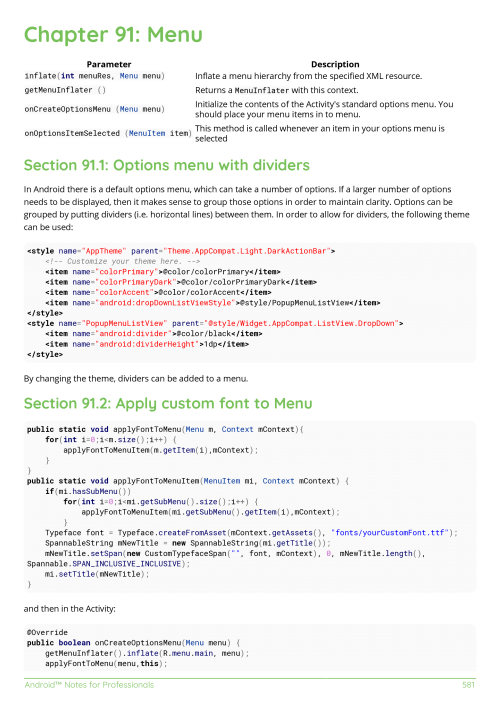 Chapter 91: Menu
Parameter Description
inflate(int menuRes, Menu menu) Inflate a menu hierarchy from the specified XML resource.
getMenuInflater () Returns a MenuInflater with this context.
onCreateOptionsMenu (Menu menu) Initialize the contents of the Activity's standard options menu. You
should place your menu items in to menu.
onOptionsItemSelected (MenuItem item) This method is called whenever an item in your options menu is
selected
Section 91.1: Options menu with dividers
In Android there is a default options menu, which can take a number of options. If a larger number of options
needs to be displayed, then it makes sense to group those options in order to maintain clarity. Options can be
grouped by putting dividers (i.e. horizontal lines) between them. In order to allow for dividers, the following theme
can be used:
<style name="AppTheme" parent="Theme.AppCompat.Light.DarkActionBar">
    <!-- Customize your theme here. -->
    <item name="colorPrimary">@color/colorPrimary</item>
    <item name="colorPrimaryDark">@color/colorPrimaryDark</item>
    <item name="colorAccent">@color/colorAccent</item>
    <item name="android:dropDownListViewStyle">@style/PopupMenuListView</item>
</style>
<style name="PopupMenuListView" parent="@style/Widget.AppCompat.ListView.DropDown">
    <item name="android:divider">@color/black</item>
    <item name="android:dividerHeight">1dp</item>
</style>
By changing the theme, dividers can be added to a menu.
Section 91.2: Apply custom font to Menu
public static void applyFontToMenu(Menu m, Context mContext){
    for(int i=0;i<m.size();i++) {
        applyFontToMenuItem(m.getItem(i),mContext);
    }
}
public static void applyFontToMenuItem(MenuItem mi, Context mContext) {
    if(mi.hasSubMenu())
        for(int i=0;i<mi.getSubMenu().size();i++) {
            applyFontToMenuItem(mi.getSubMenu().getItem(i),mContext);
        }
    Typeface font = Typeface.createFromAsset(mContext.getAssets(), "fonts/yourCustomFont.ttf");
    SpannableString mNewTitle = new SpannableString(mi.getTitle());
    mNewTitle.setSpan(new CustomTypefaceSpan("", font, mContext), 0, mNewTitle.length(),
Spannable.SPAN_INCLUSIVE_INCLUSIVE);
    mi.setTitle(mNewTitle);
}
and then in the Activity:
@Override
public boolean onCreateOptionsMenu(Menu menu) {
    getMenuInflater().inflate(R.menu.main, menu);
    applyFontToMenu(menu,this);
Android™ Notes for Professionals 581